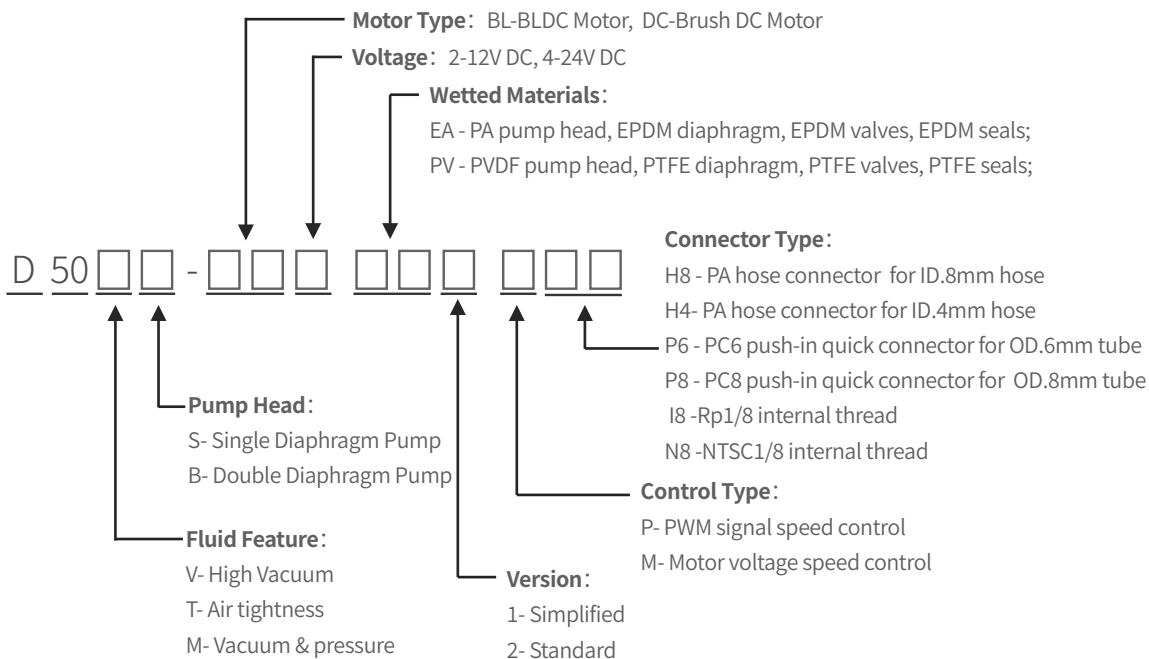 Motor Type：BL-BLDC Motor, DC-Brush DC Motor
Voltage：2-12V DC, 4-24V DC
Wetted Materials：
EA - PA pump head, EPDM diaphragm, EPDM valves, EPDM seals;
PV - PVDF pump head, PTFE diaphragm, PTFE valves, PTFE seals;
D 50 □ □ - □ □ □ □ □ □ □ □ □
Connector Type：
H8 - PA hose connector for ID.8mm hose
H4- PA hose connector for ID.4mm hose
P6 - PC6 push-in quick connector for OD.6mm tube
P8 - PC8 push-in quick connector for OD.8mm tube
I8 -Rp1/8 internal thread
N8 -NTSC1/8 internal thread
Pump Head：
S- Single Diaphragm Pump
B- Double Diaphragm Pump
Control Type：
P- PWM signal speed control
M- Motor voltage speed control
Fluid Feature：
V- High Vacuum
T- Air tightness
M- Vacuum & pressure
Version：
1- Simplified
2- Standard